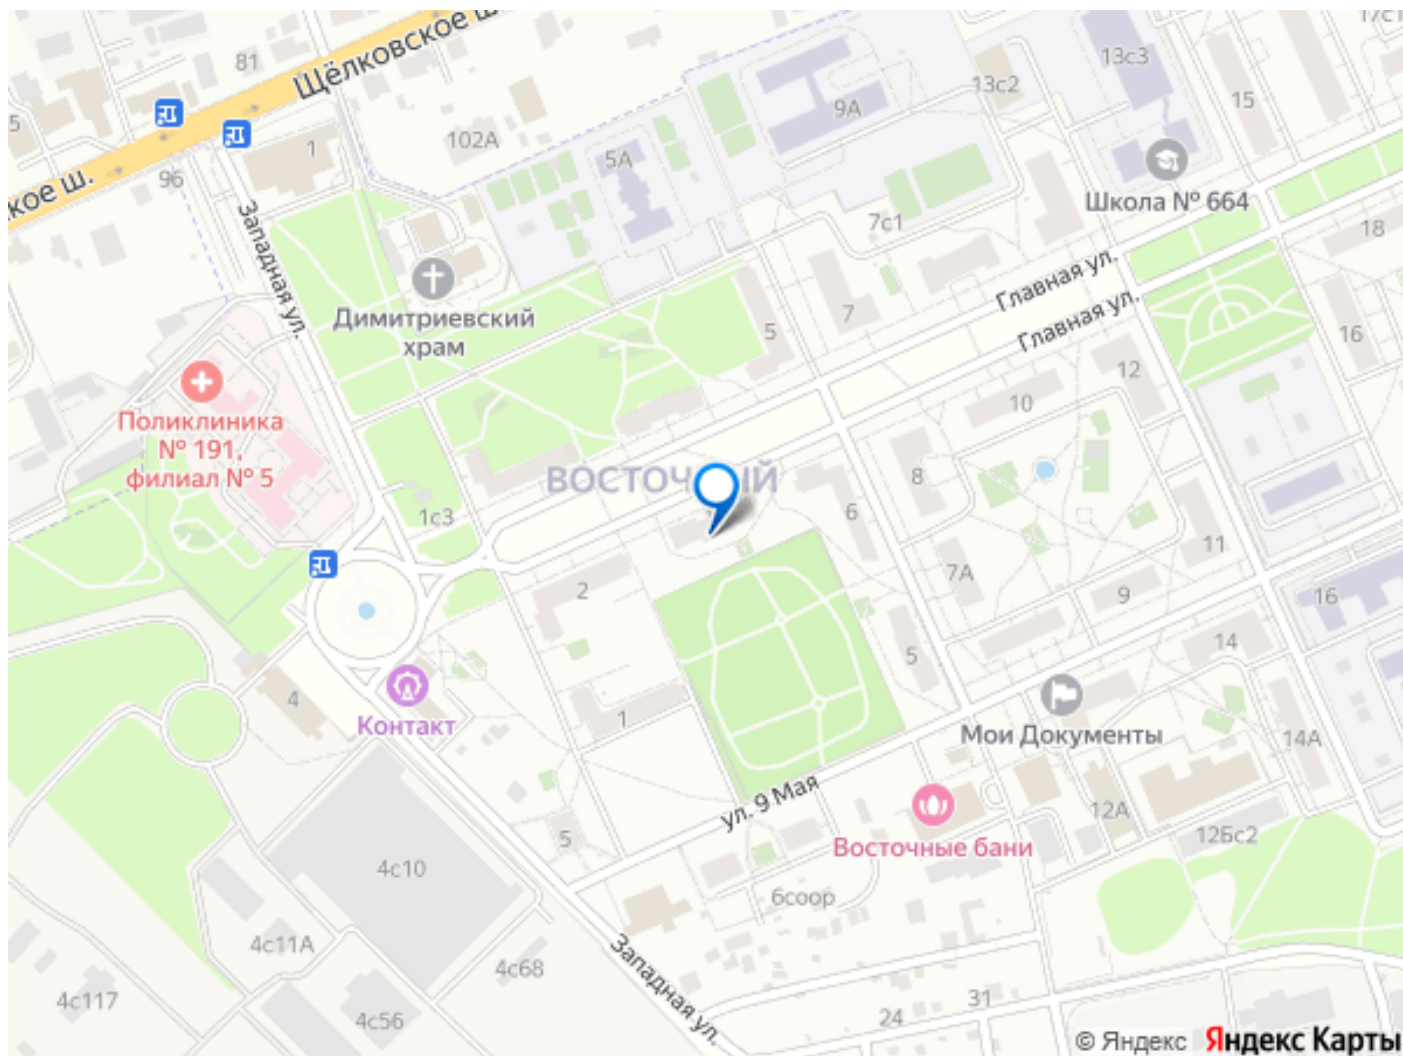 17с1
Щёлковское ш.
81
13с3
13с2
15
5
9А
102А
1
5А
96
кое ш.
Школа № 664
Западная ул.
7с1
18
Главная ул.
Димитриевский
храм
7
5
Главная ул.
16
12
Поликлиника
№ 191,
филиал № 5
10
ВОСТОЧНЫЙ
8
1с3
6
11
7А
2
9
16
14
5
4
1
Контакт
Мои Документы
14А
ул. 9 Мая
12А
12Бс2
5
Восточные бани
4с10
6соор
4с11А
4с68
Западная ул.
4с117
31
24
4с56
© Яндекс
Яндекс Карты